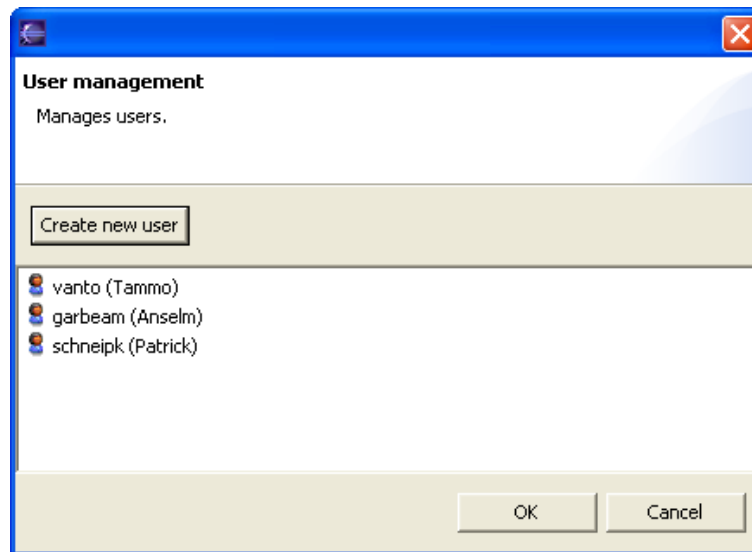 User management
Manages users.
Create new user
vanto (Tammo)
garbeam (Anselm)
schneipk (Patrick)
OK
Cancel